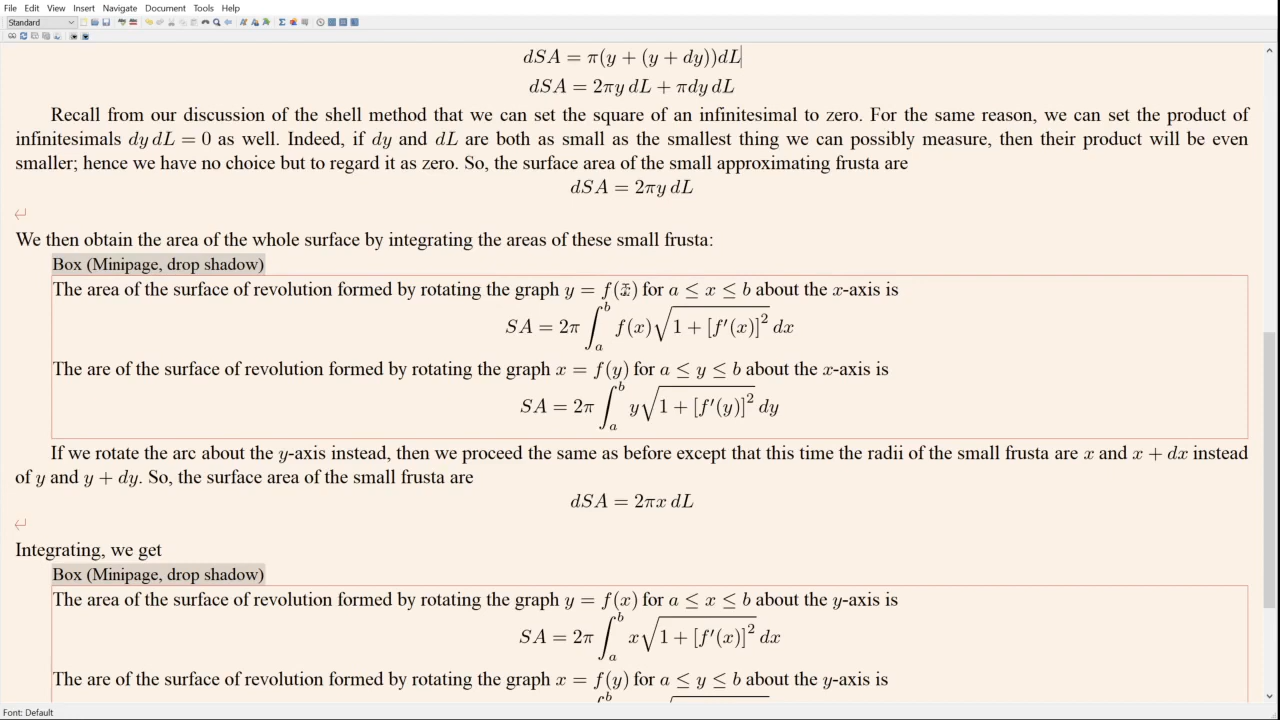 File Edit View Insert Navigate Document Tools Help
Standard
dSA = π(y + (y + dy))dL
dSA = 2πy dL + πdy dL
Recall from our discussion of the shell method that we can set the square of an infinitesimal to zero. For the same reason, we can set the product of
infinitesimals dy dL = 0 as well. Indeed, if dy and dL are both as small as the smallest thing we can possibly measure, then their product will be even
smaller; hence we have no choice but to regard it as zero. So, the surface area of the small approximating frusta are
dSA = 2πy dL
We then obtain the area of the whole surface by integrating the areas of these small frusta:
Box (Minipage, drop shadow)
The area of the surface of revolution formed by rotating the graph y = f(x) for a ≤ x ≤ b about the x-axis is
SA = 2π ∫_a^b f(x)√(1 + [f′(x)]²) dx
The are of the surface of revolution formed by rotating the graph x = f(y) for a ≤ y ≤ b about the x-axis is
SA = 2π ∫_a^b y√(1 + [f′(y)]²) dy
If we rotate the arc about the y-axis instead, then we proceed the same as before except that this time the radii of the small frusta are x and x + dx instead
of y and y + dy. So, the surface area of the small frusta are
dSA = 2πx dL
Integrating, we get
Box (Minipage, drop shadow)
The area of the surface of revolution formed by rotating the graph y = f(x) for a ≤ x ≤ b about the y-axis is
SA = 2π ∫_a^b x√(1 + [f′(x)]²) dx
The are of the surface of revolution formed by rotating the graph x = f(y) for a ≤ y ≤ b about the y-axis is
Font: Default